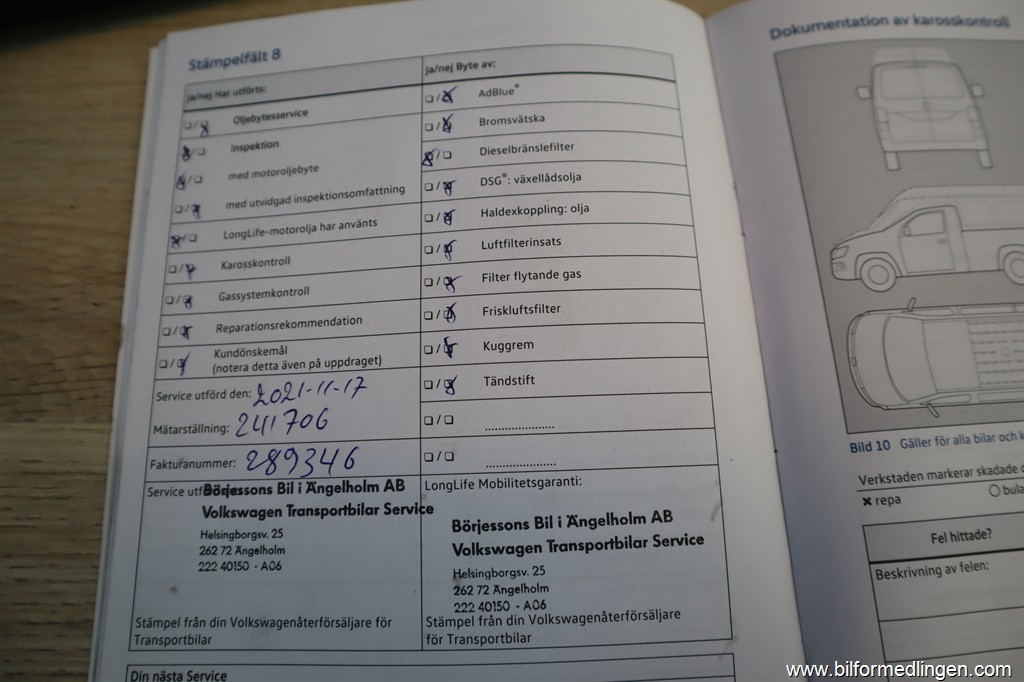 Stämpelfält 8
ja/nej Har utförts:
Oljebytesservice
Inspektion
med motoroljebyte
med utvidgad inspektionsomfattning
LongLife-motorolja har använts
Karosskontroll
Gassystemkontroll
Reparationsrekommendation
Kundönskemål
(notera detta även på uppdraget)
Service utförd den: 2021-11-17
Mätarställning: 241706
Fakturanummer: 289346
Service utf
Börjessons Bil i Ängelholm AB
Volkswagen Transportbilar Service
Helsingborgsv. 25
262 72 Ängelholm
222 40150 - A06
Stämpel från din Volkswagenåterförsäljare för
Transportbilar
ja/nej Byte av:
AdBlue®
Bromsvätska
Dieselbränslefilter
DSG®: växellådsolja
Haldexkoppling: olja
Luftfilterinsats
Filter flytande gas
Friskluftsfilter
Kuggrem
Tändstift
LongLife Mobilitetsgaranti:
Börjessons Bil i Ängelholm AB
Volkswagen Transportbilar Service
Helsingborgsv. 25
262 72 Ängelholm
222 40150 - A06
Stämpel från din Volkswagenåterförsäljare
för Transportbilar
Din nästa Service
Dokumentation av karosskontroll
Bild 10 Gäller för alla bilar och k
Verkstaden markerar skadade
repa
bula
Fel hittade?
Beskrivning av felen:
www.bilformedlingen.com